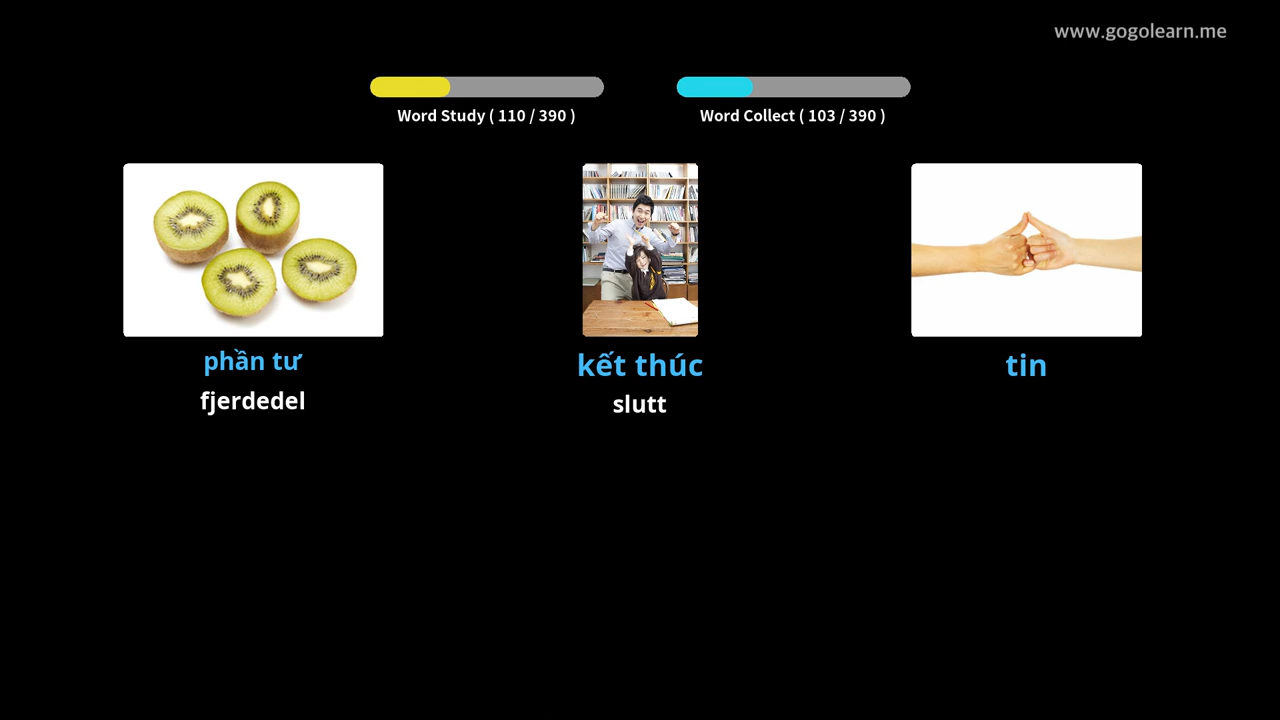 www.gogolearn.me
Word Study ( 110 / 390 )
Word Collect ( 103 / 390 )
phần tư
fjerdedel
kết thúc
slutt
tin